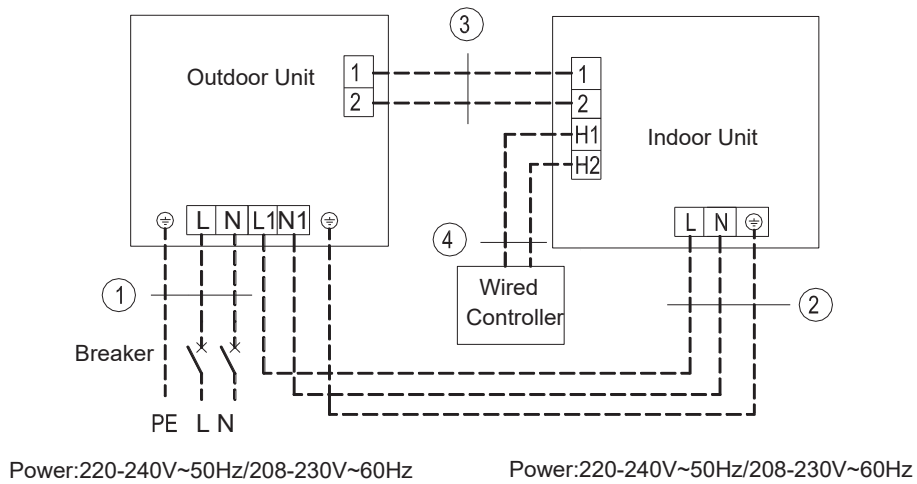 3
Outdoor Unit
1
2
1
2
H1
H2
Indoor Unit
L N L1 N1
L N
4
1
Wired
Controller
2
Breaker
PE L N
Power:220-240V~50Hz/208-230V~60Hz
Power:220-240V~50Hz/208-230V~60Hz